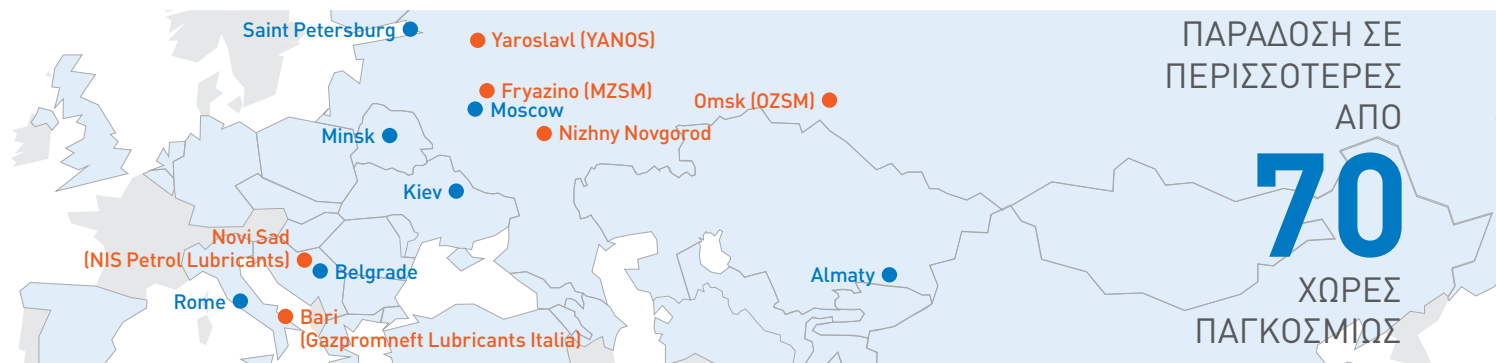 Saint Petersburg
Yaroslavl (YANOS)
Fryazino (MZSM)
Moscow
Omsk (OZSM)
Minsk
Nizhny Novgorod
Kiev
Novi Sad
(NIS Petrol Lubricants)
Belgrade
Almaty
Rome
Bari
(Gazpromneft Lubricants Italia)
ΠΑΡΑΔΟΣΗ ΣΕ
ΠΕΡΙΣΣΟΤΕΡΕΣ
ΑΠΟ
70
ΧΩΡΕΣ
ΠΑΓΚΟΣΜΙΩΣ